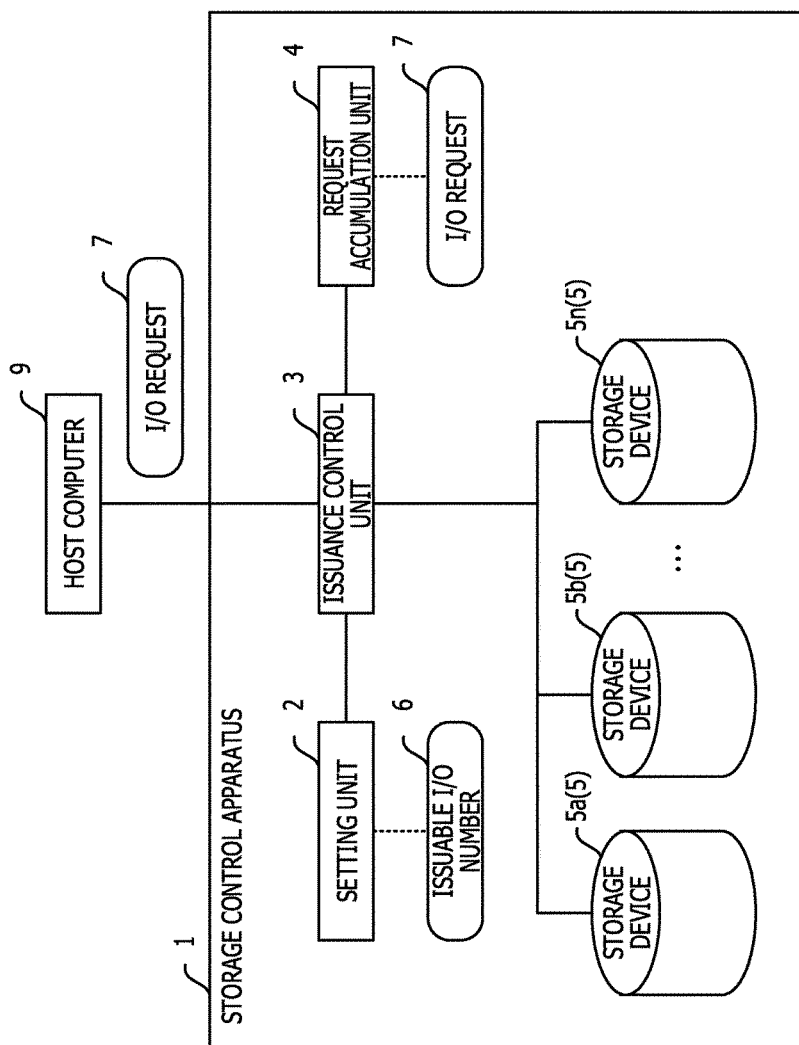 9
HOST COMPUTER
7
I/O REQUEST
1
STORAGE CONTROL APPARATUS
2
SETTING UNIT
6
ISSUABLE I/O
NUMBER
3
ISSUANCE CONTROL
UNIT
4
REQUEST
ACCUMULATION UNIT
7
I/O REQUEST
5a(5)
STORAGE
DEVICE
5b(5)
STORAGE
DEVICE
...
5n(5)
STORAGE
DEVICE